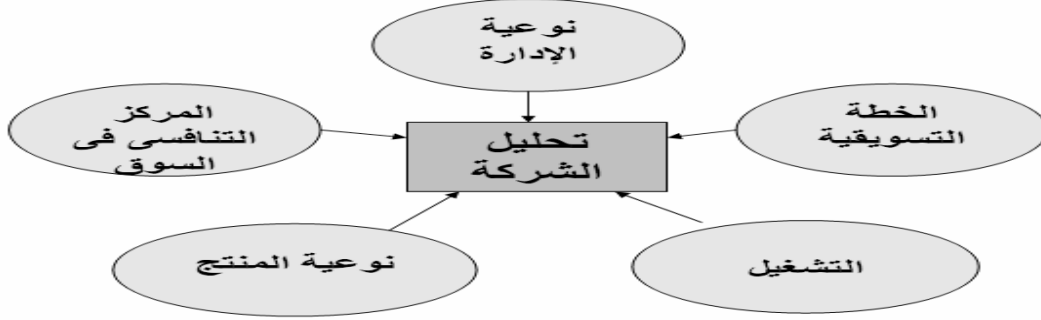 نوعية
الإدارة
الخطة
التسويقية
المركز
التنافسى فى
السوق
تحليل
الشركة
نوعية المنتج
التشغيل